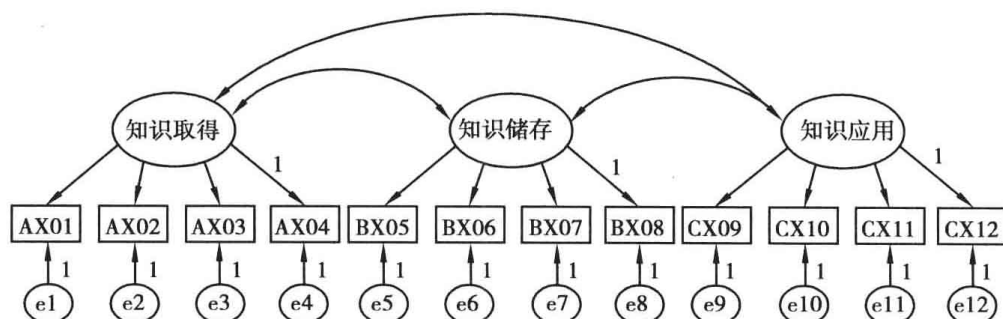 知识取得 知识储存 知识应用
1 1 1
AX01 AX02 AX03 AX04 BX05 BX06 BX07 BX08 CX09 CX10 CX11 CX12
1 1 1 1 1 1 1 1 1 1 1 1
e1 e2 e3 e4 e5 e6 e7 e8 e9 e10 e11 e12